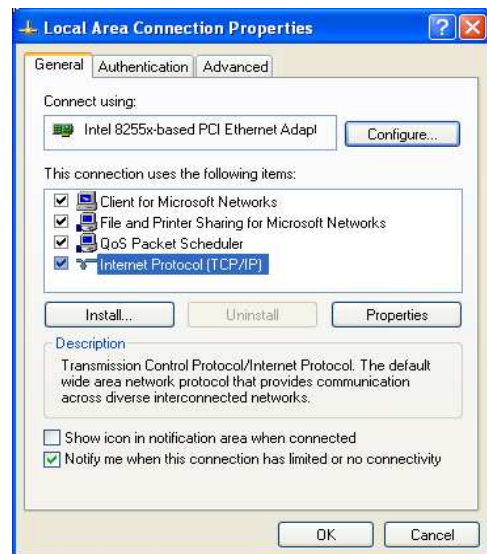 Local Area Connection Properties
General Authentication Advanced
Connect using:
Intel 8255x-based PCI Ethernet Adapt
Configure...
This connection uses the following items:
Client for Microsoft Networks
File and Printer Sharing for Microsoft Networks
QoS Packet Scheduler
Internet Protocol (TCP/IP)
Install... Uninstall Properties
Description
Transmission Control Protocol/Internet Protocol. The default
wide area network protocol that provides communication
across diverse interconnected networks.
Show icon in notification area when connected
Notify me when this connection has limited or no connectivity
OK Cancel